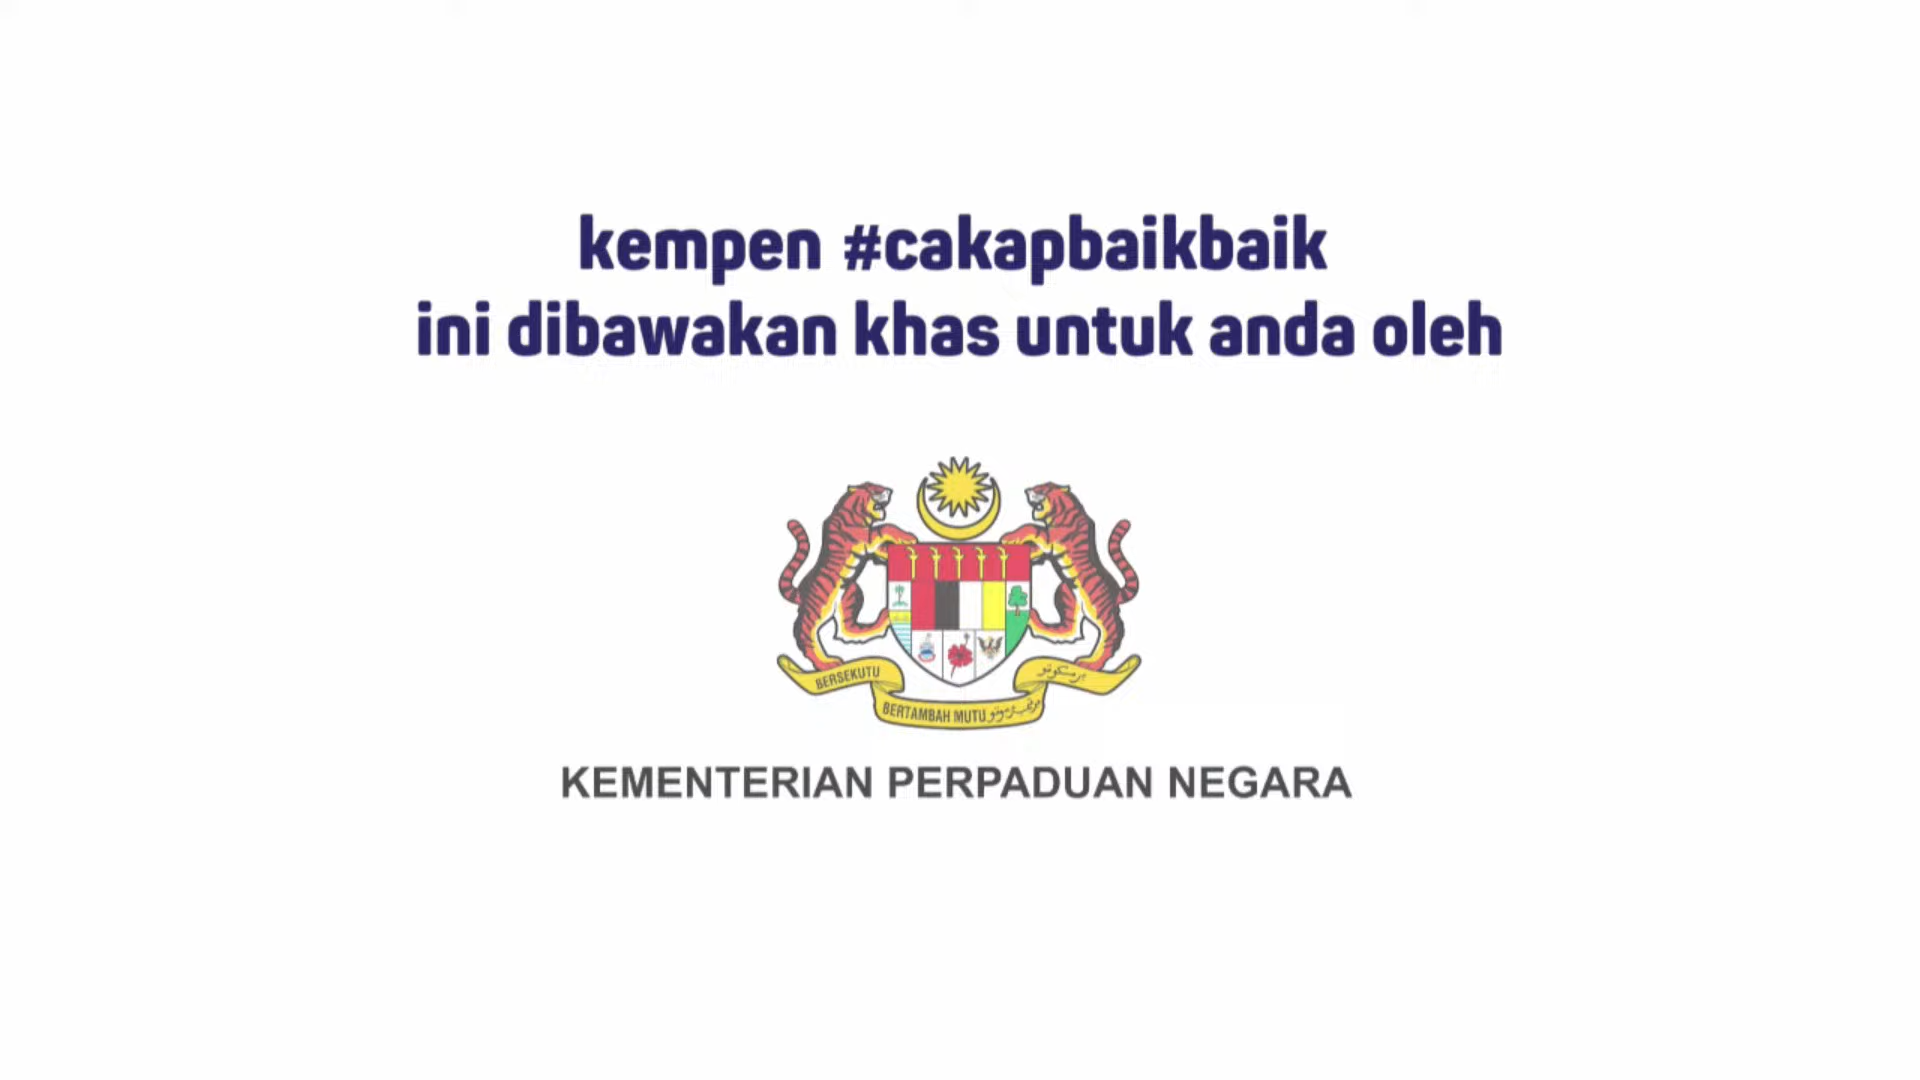 kempen #cakapbaikbaik
ini dibawakan khas untuk anda oleh
BERSEKUTU
BERTAMBAH MUTU
KEMENTERIAN PERPADUAN NEGARA